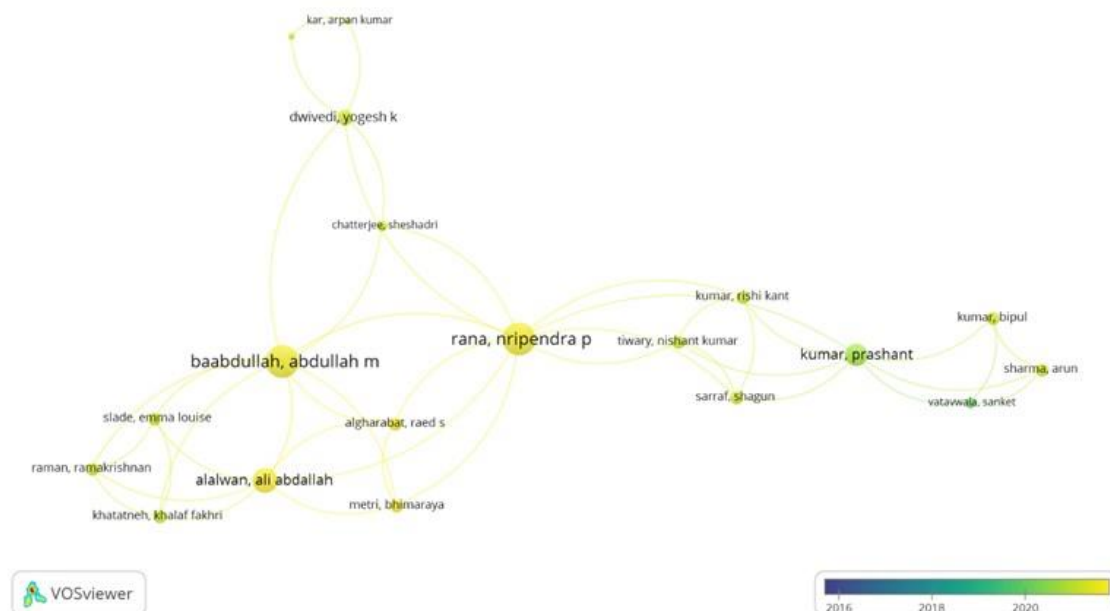 kar, arpan kumar
dwivedi, yogesh k
chatterjee, sheshadri
kumar, rishi kant
kumar, bipul
rana, nripendra p
tiwary, nishant kumar
baabdullah, abdullah m
kumar, prashant
sharma, arun
sarraf, shagun
vatavwala, sanket
slade, emma louise
algharabat, raed s
raman, ramakrishnan
alalwan, ali abdallah
metri, bhimaraya
khatatneh, khalaf fakhri
VOSviewer
2016 2018 2020